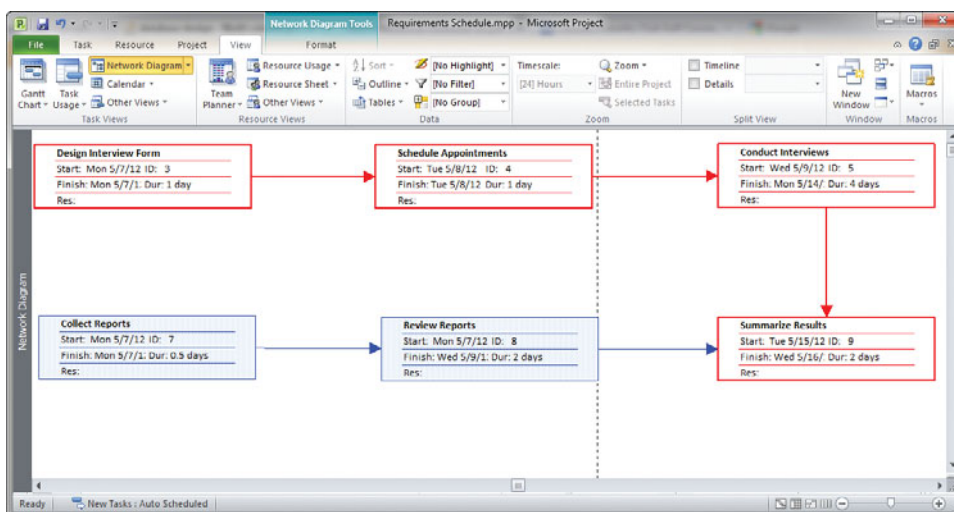 Network Diagram Tools
Requirements Schedule.mpp - Microsoft Project
File Task Resource Project View Format
Network Diagram
Calendar
Other Views
Gantt Chart
Task Usage
Task Views
Team Planner
Resource Usage
Resource Sheet
Other Views
Resource Views
Sort
Outline
Tables
[No Highlight]
[No Filter]
[No Group]
Data
Timescale:
[24] Hours
Zoom
Entire Project
Selected Tasks
Zoom
Timeline
Details
Split View
New Window
Window
Macros
Macros
Network Diagram
Design Interview Form
Start: Mon 5/7/12 ID: 3
Finish: Mon 5/7/1 Dur: 1 day
Res:
Schedule Appointments
Start: Tue 5/8/12 ID: 4
Finish: Tue 5/8/12 Dur: 1 day
Res:
Conduct Interviews
Start: Wed 5/9/12 ID: 5
Finish: Mon 5/14/ Dur: 4 days
Res:
Collect Reports
Start: Mon 5/7/12 ID: 7
Finish: Mon 5/7/1 Dur: 0.5 days
Res:
Review Reports
Start: Mon 5/7/12 ID: 8
Finish: Wed 5/9/1 Dur: 2 days
Res:
Summarize Results
Start: Tue 5/15/12 ID: 9
Finish: Wed 5/16/ Dur: 2 days
Res:
Ready New Tasks : Auto Scheduled